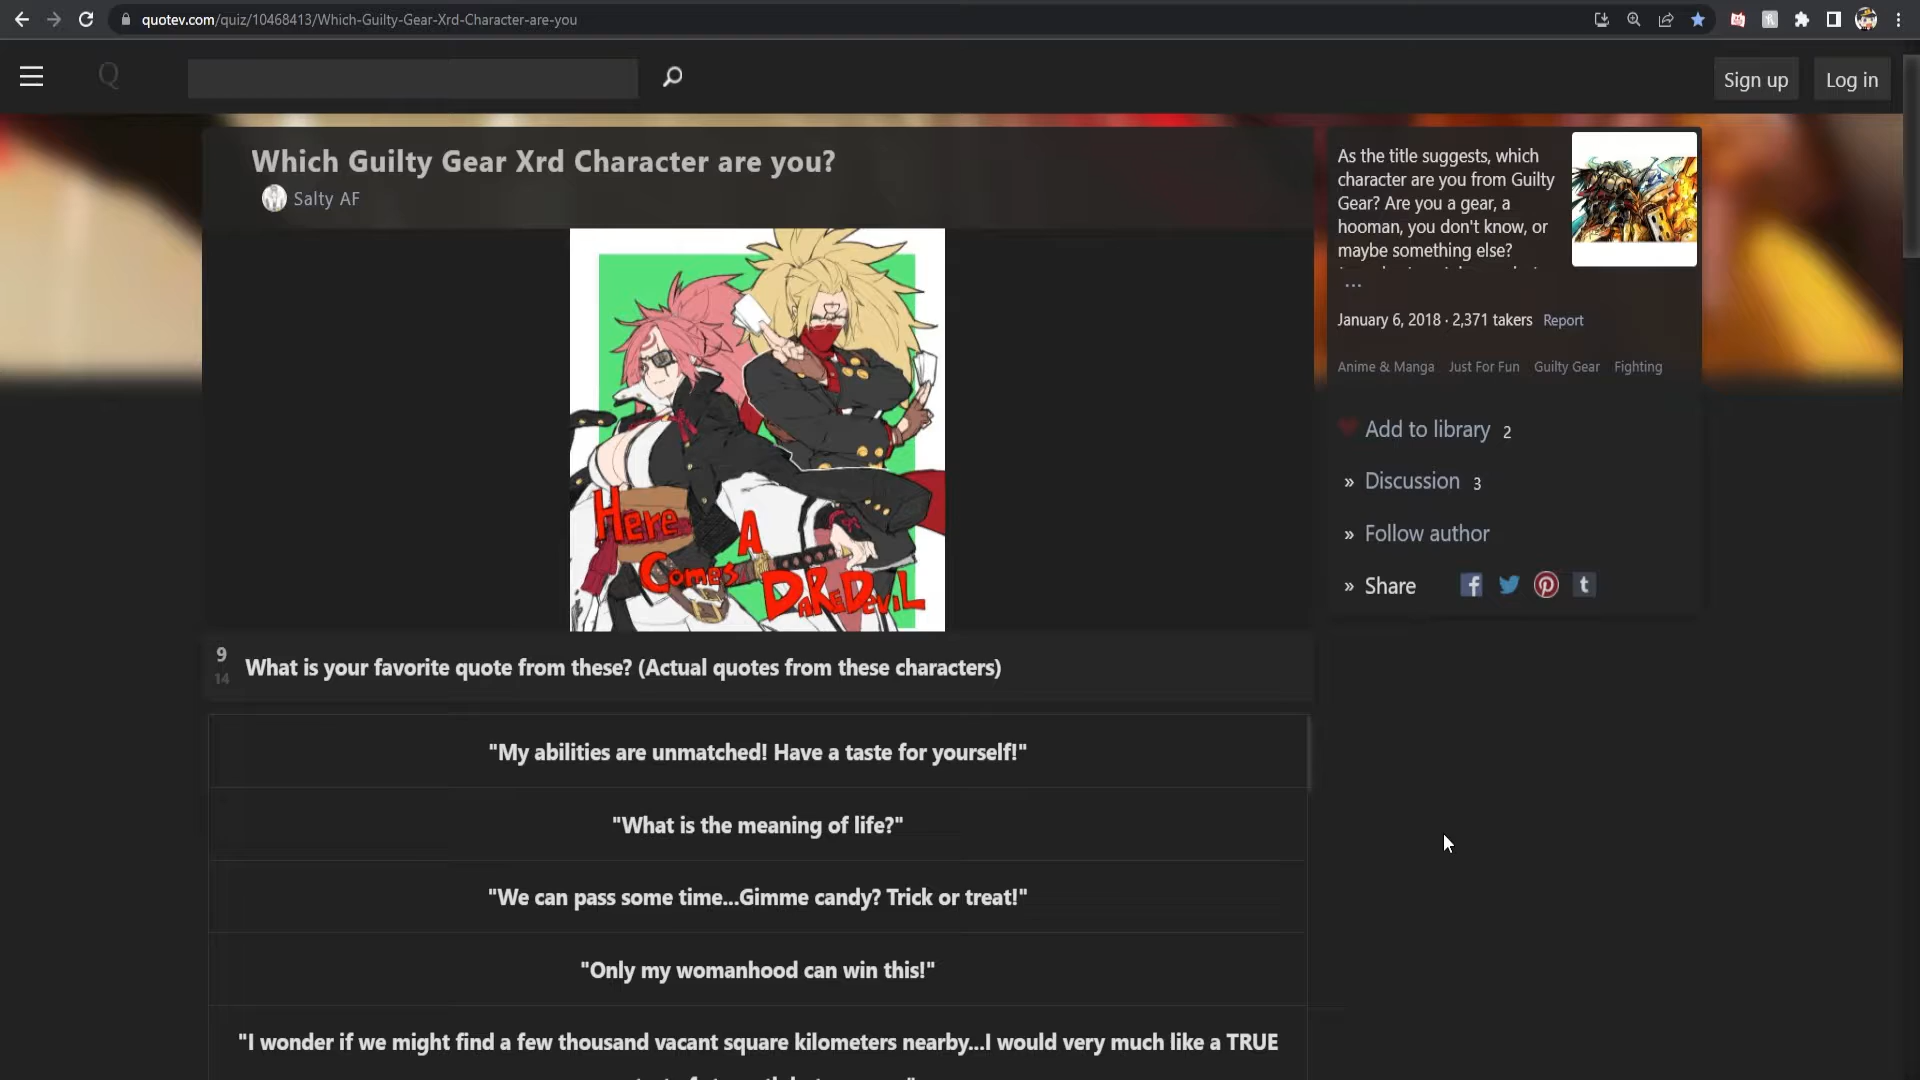 quotev.com/quiz/10468413/Which-Guilty-Gear-Xrd-Character-are-you
Q
Sign up
Log in
Which Guilty Gear Xrd Character are you?
Salty AF
As the title suggests, which
character are you from Guilty
Gear? Are you a gear, a
hooman, you don't know, or
maybe something else?
...
January 6, 2018 · 2,371 takers Report
Anime & Manga Just For Fun Guilty Gear Fighting
Add to library 2
» Discussion 3
» Follow author
» Share
Here
Comes
A
DAREDEVIL
9
14
What is your favorite quote from these? (Actual quotes from these characters)
"My abilities are unmatched! Have a taste for yourself!"
"What is the meaning of life?"
"We can pass some time...Gimme candy? Trick or treat!"
"Only my womanhood can win this!"
"I wonder if we might find a few thousand vacant square kilometers nearby...I would very much like a TRUE